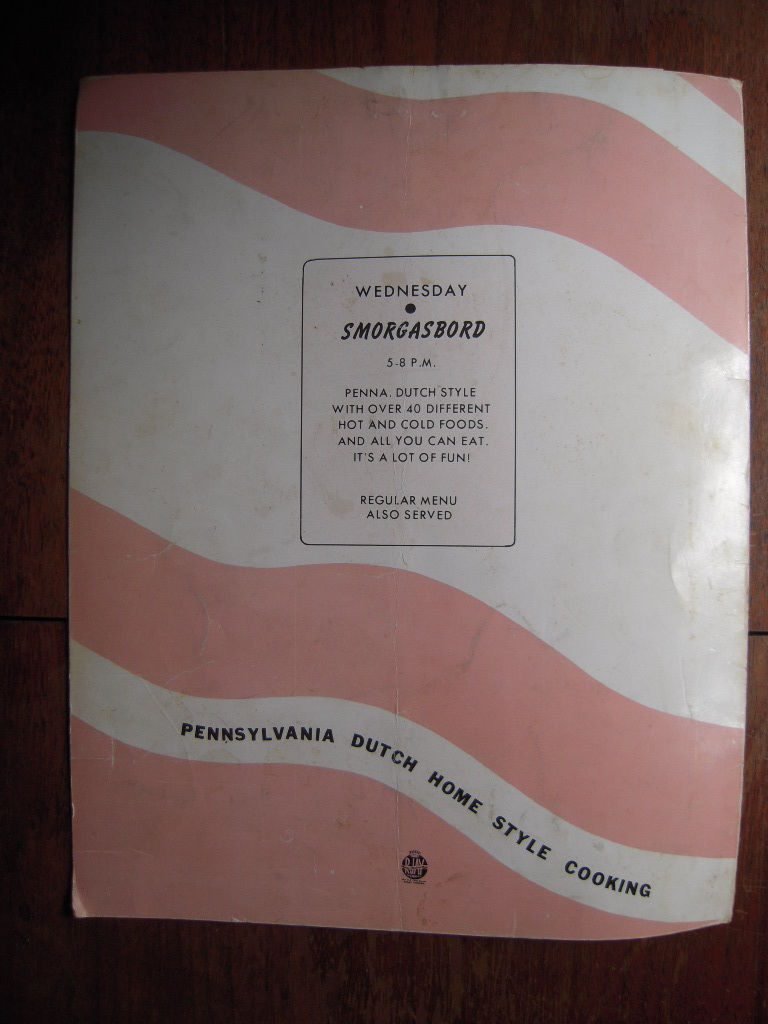 WEDNESDAY
SMORGASBORD
5-8 P.M.
PENNA. DUTCH STYLE
WITH OVER 40 DIFFERENT
HOT AND COLD FOODS.
AND ALL YOU CAN EAT.
IT'S A LOT OF FUN!
REGULAR MENU
ALSO SERVED
PENNSYLVANIA DUTCH HOME STYLE COOKING